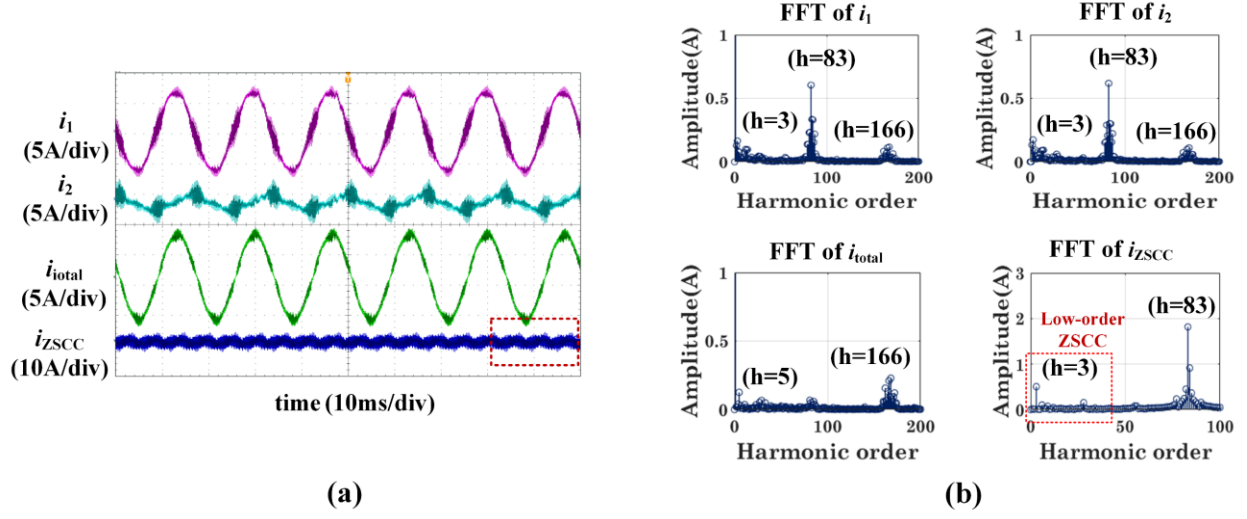 (a)
i1
(5A/div)
i2
(5A/div)
iiotal
(5A/div)
iZSCC
(10A/div)
time (10ms/div)
(a)
(b)
FFT of i1
Amplitude(A)
1
0.5
0
(h=83)
(h=3)
(h=166)
0 100 200
Harmonic order
FFT of i2
Amplitude(A)
1
0.5
0
(h=83)
(h=3)
(h=166)
0 100 200
Harmonic order
FFT of itotal
Amplitude(A)
1
0.5
0
(h=5)
(h=166)
0 100 200
Harmonic order
FFT of iZSCC
Amplitude(A)
3
2
1
0
Low-order
ZSCC
(h=83)
(h=3)
0 50 100
Harmonic order
(b)